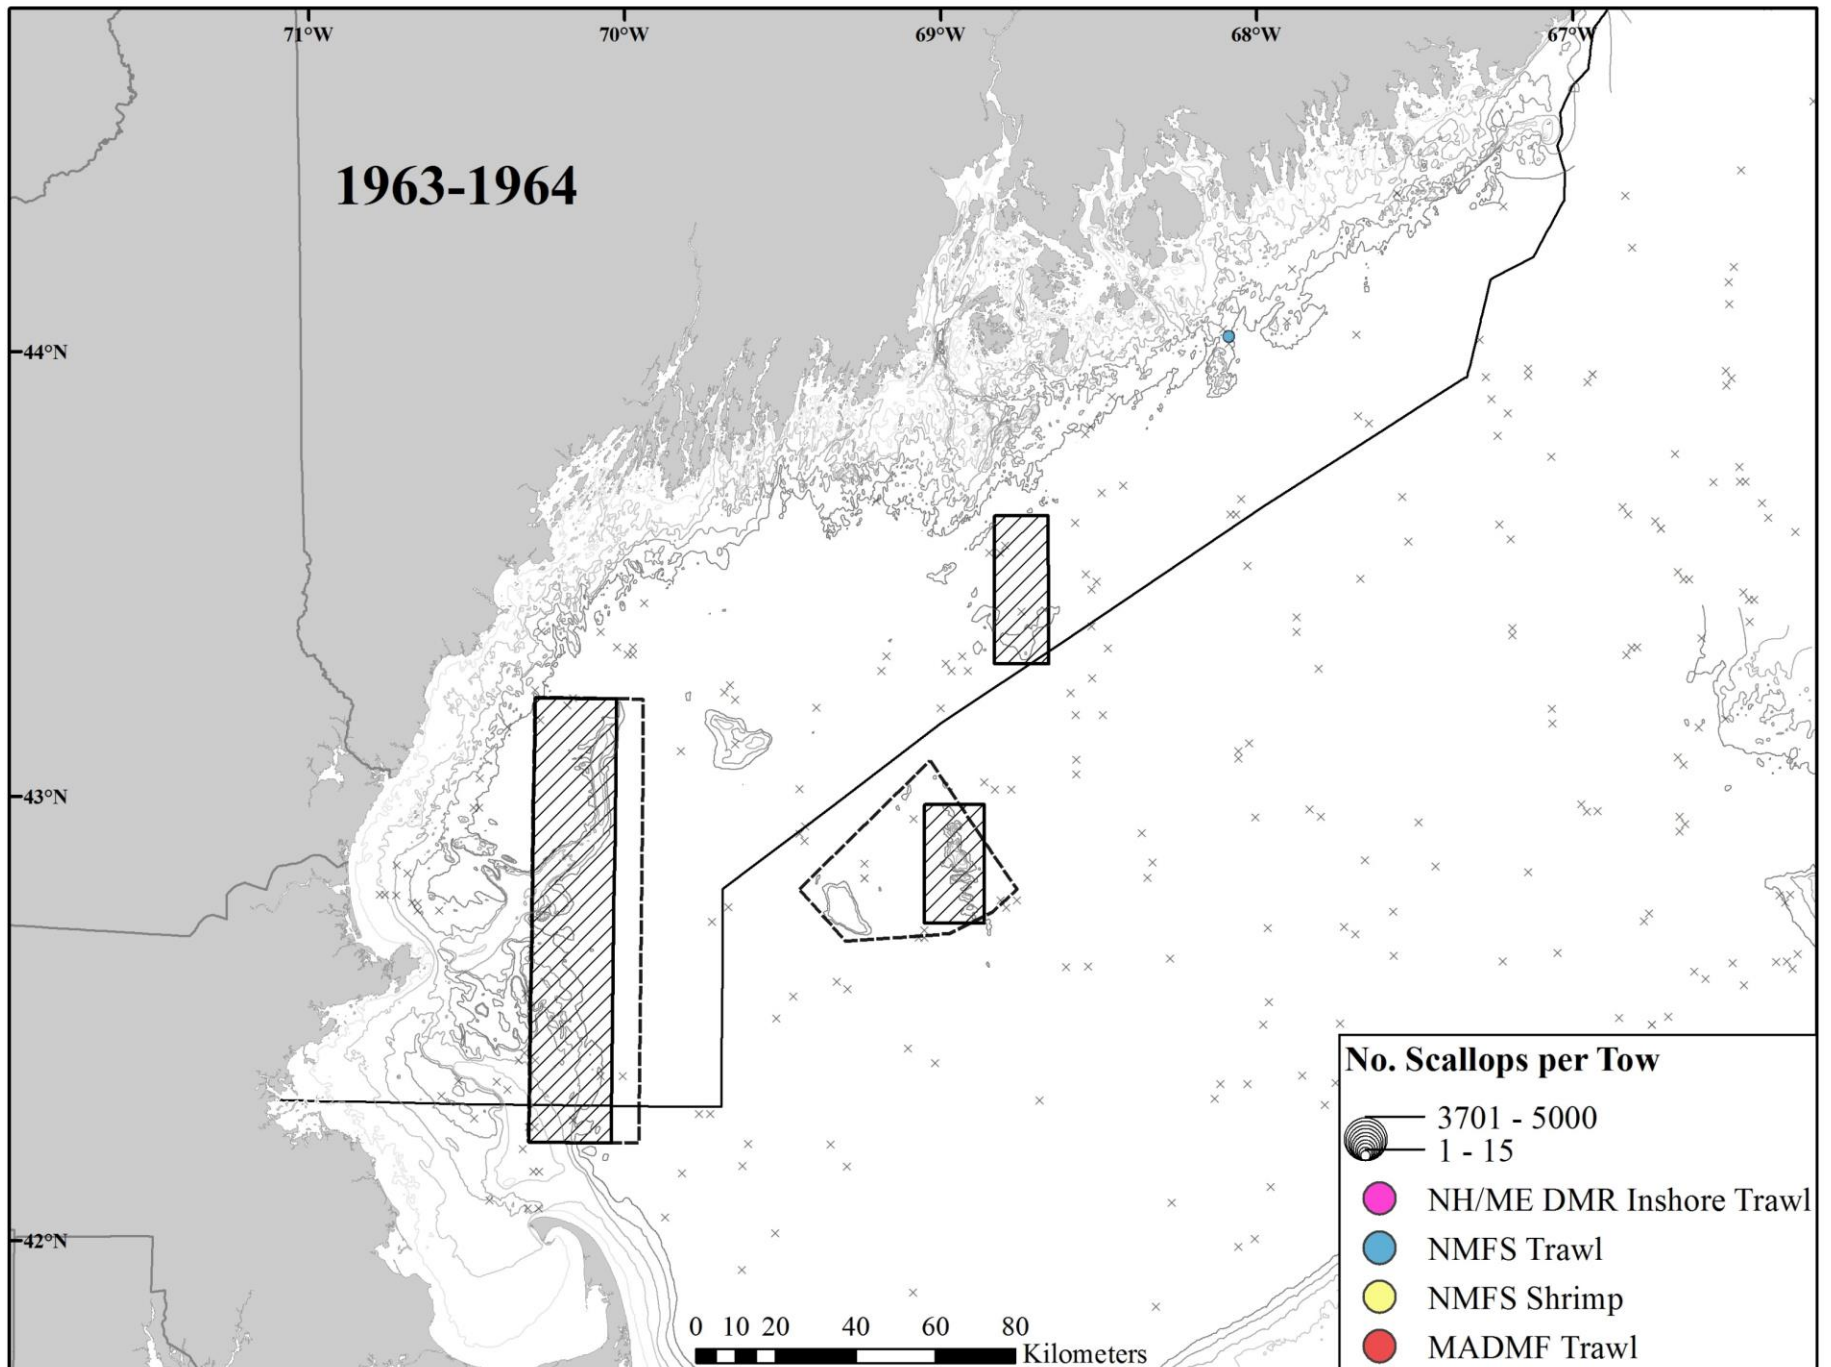 71°W 70°W 69°W 68°W 67°W
1963-1964
44°N
43°N
42°N
No. Scallops per Tow
3701 - 5000
1 - 15
NH/ME DMR Inshore Trawl
NMFS Trawl
NMFS Shrimp
MADMF Trawl
0 10 20 40 60 80
Kilometers